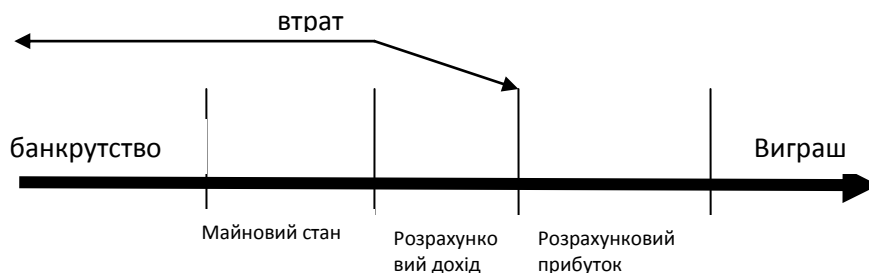 втрат
банкрутство
Виграш
Майновий стан
Розрахунко
вий дохід
Розрахунковий
прибуток